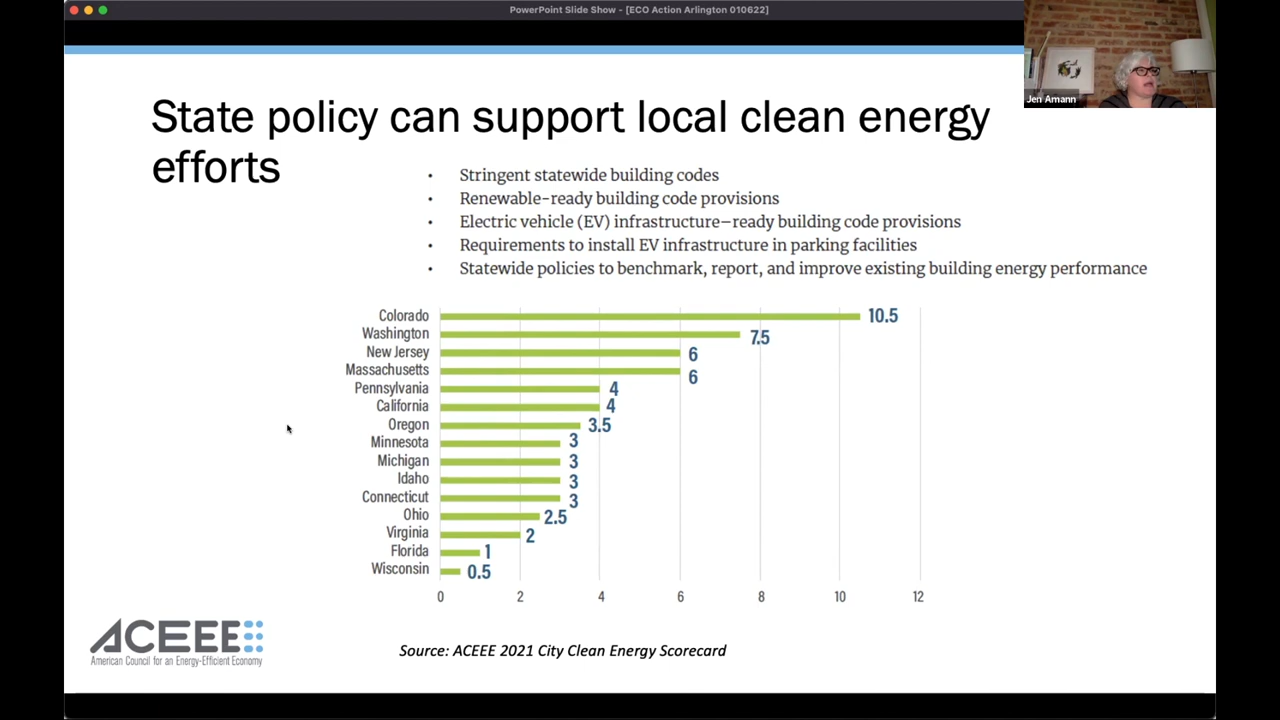 PowerPoint Slide Show - [ECO Action Arlington 010622]
Jen Amann
State policy can support local clean energy
efforts
• Stringent statewide building codes
• Renewable-ready building code provisions
• Electric vehicle (EV) infrastructure–ready building code provisions
• Requirements to install EV infrastructure in parking facilities
• Statewide policies to benchmark, report, and improve existing building energy performance
Colorado 10.5
Washington 7.5
New Jersey 6
Massachusetts 6
Pennsylvania 4
California 4
Oregon 3.5
Minnesota 3
Michigan 3
Idaho 3
Connecticut 3
Ohio 2.5
Virginia 2
Florida 1
Wisconsin 0.5
0 2 4 6 8 10 12
ACEEE
American Council for an Energy-Efficient Economy
Source: ACEEE 2021 City Clean Energy Scorecard